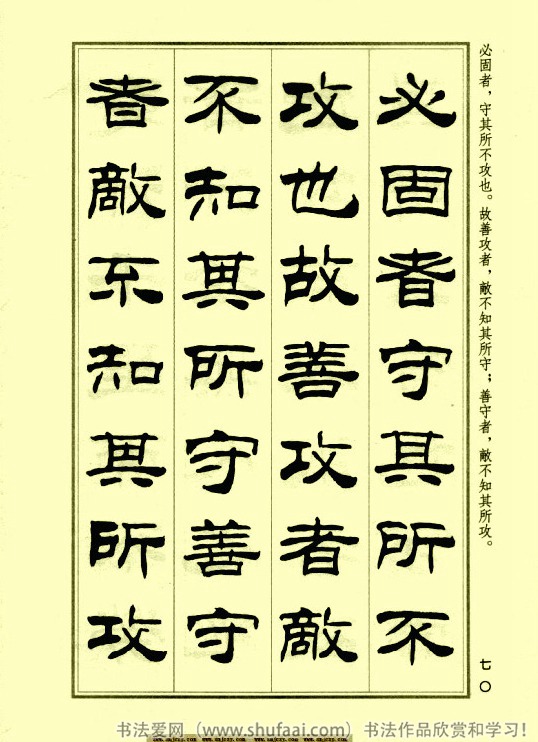 必固者，守其所不攻也。故善攻者，敵不知其所守；善守者，敵不知其所攻。
必固者守其所不
攻也故善攻者敵
不知其所守善守
者敵不知其所攻
七〇
书法爱网（www.shufaai.com）书法作品欣赏和学习！